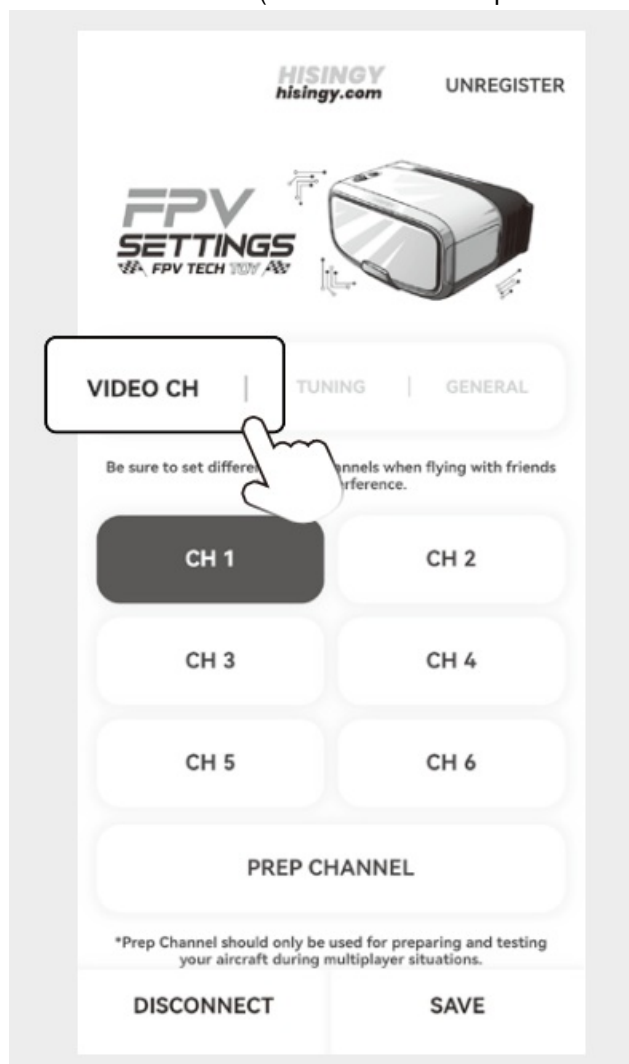 (
HISINGY
hisingy.com
UNREGISTER
FPV
SETTINGS
FPV TECH TOY
VIDEO CH | TUNING | GENERAL
Be sure to set differe nnels when flying with friends
rference.
CH 1
CH 2
CH 3
CH 4
CH 5
CH 6
PREP CHANNEL
*Prep Channel should only be used for preparing and testing
your aircraft during multiplayer situations.
DISCONNECT
SAVE